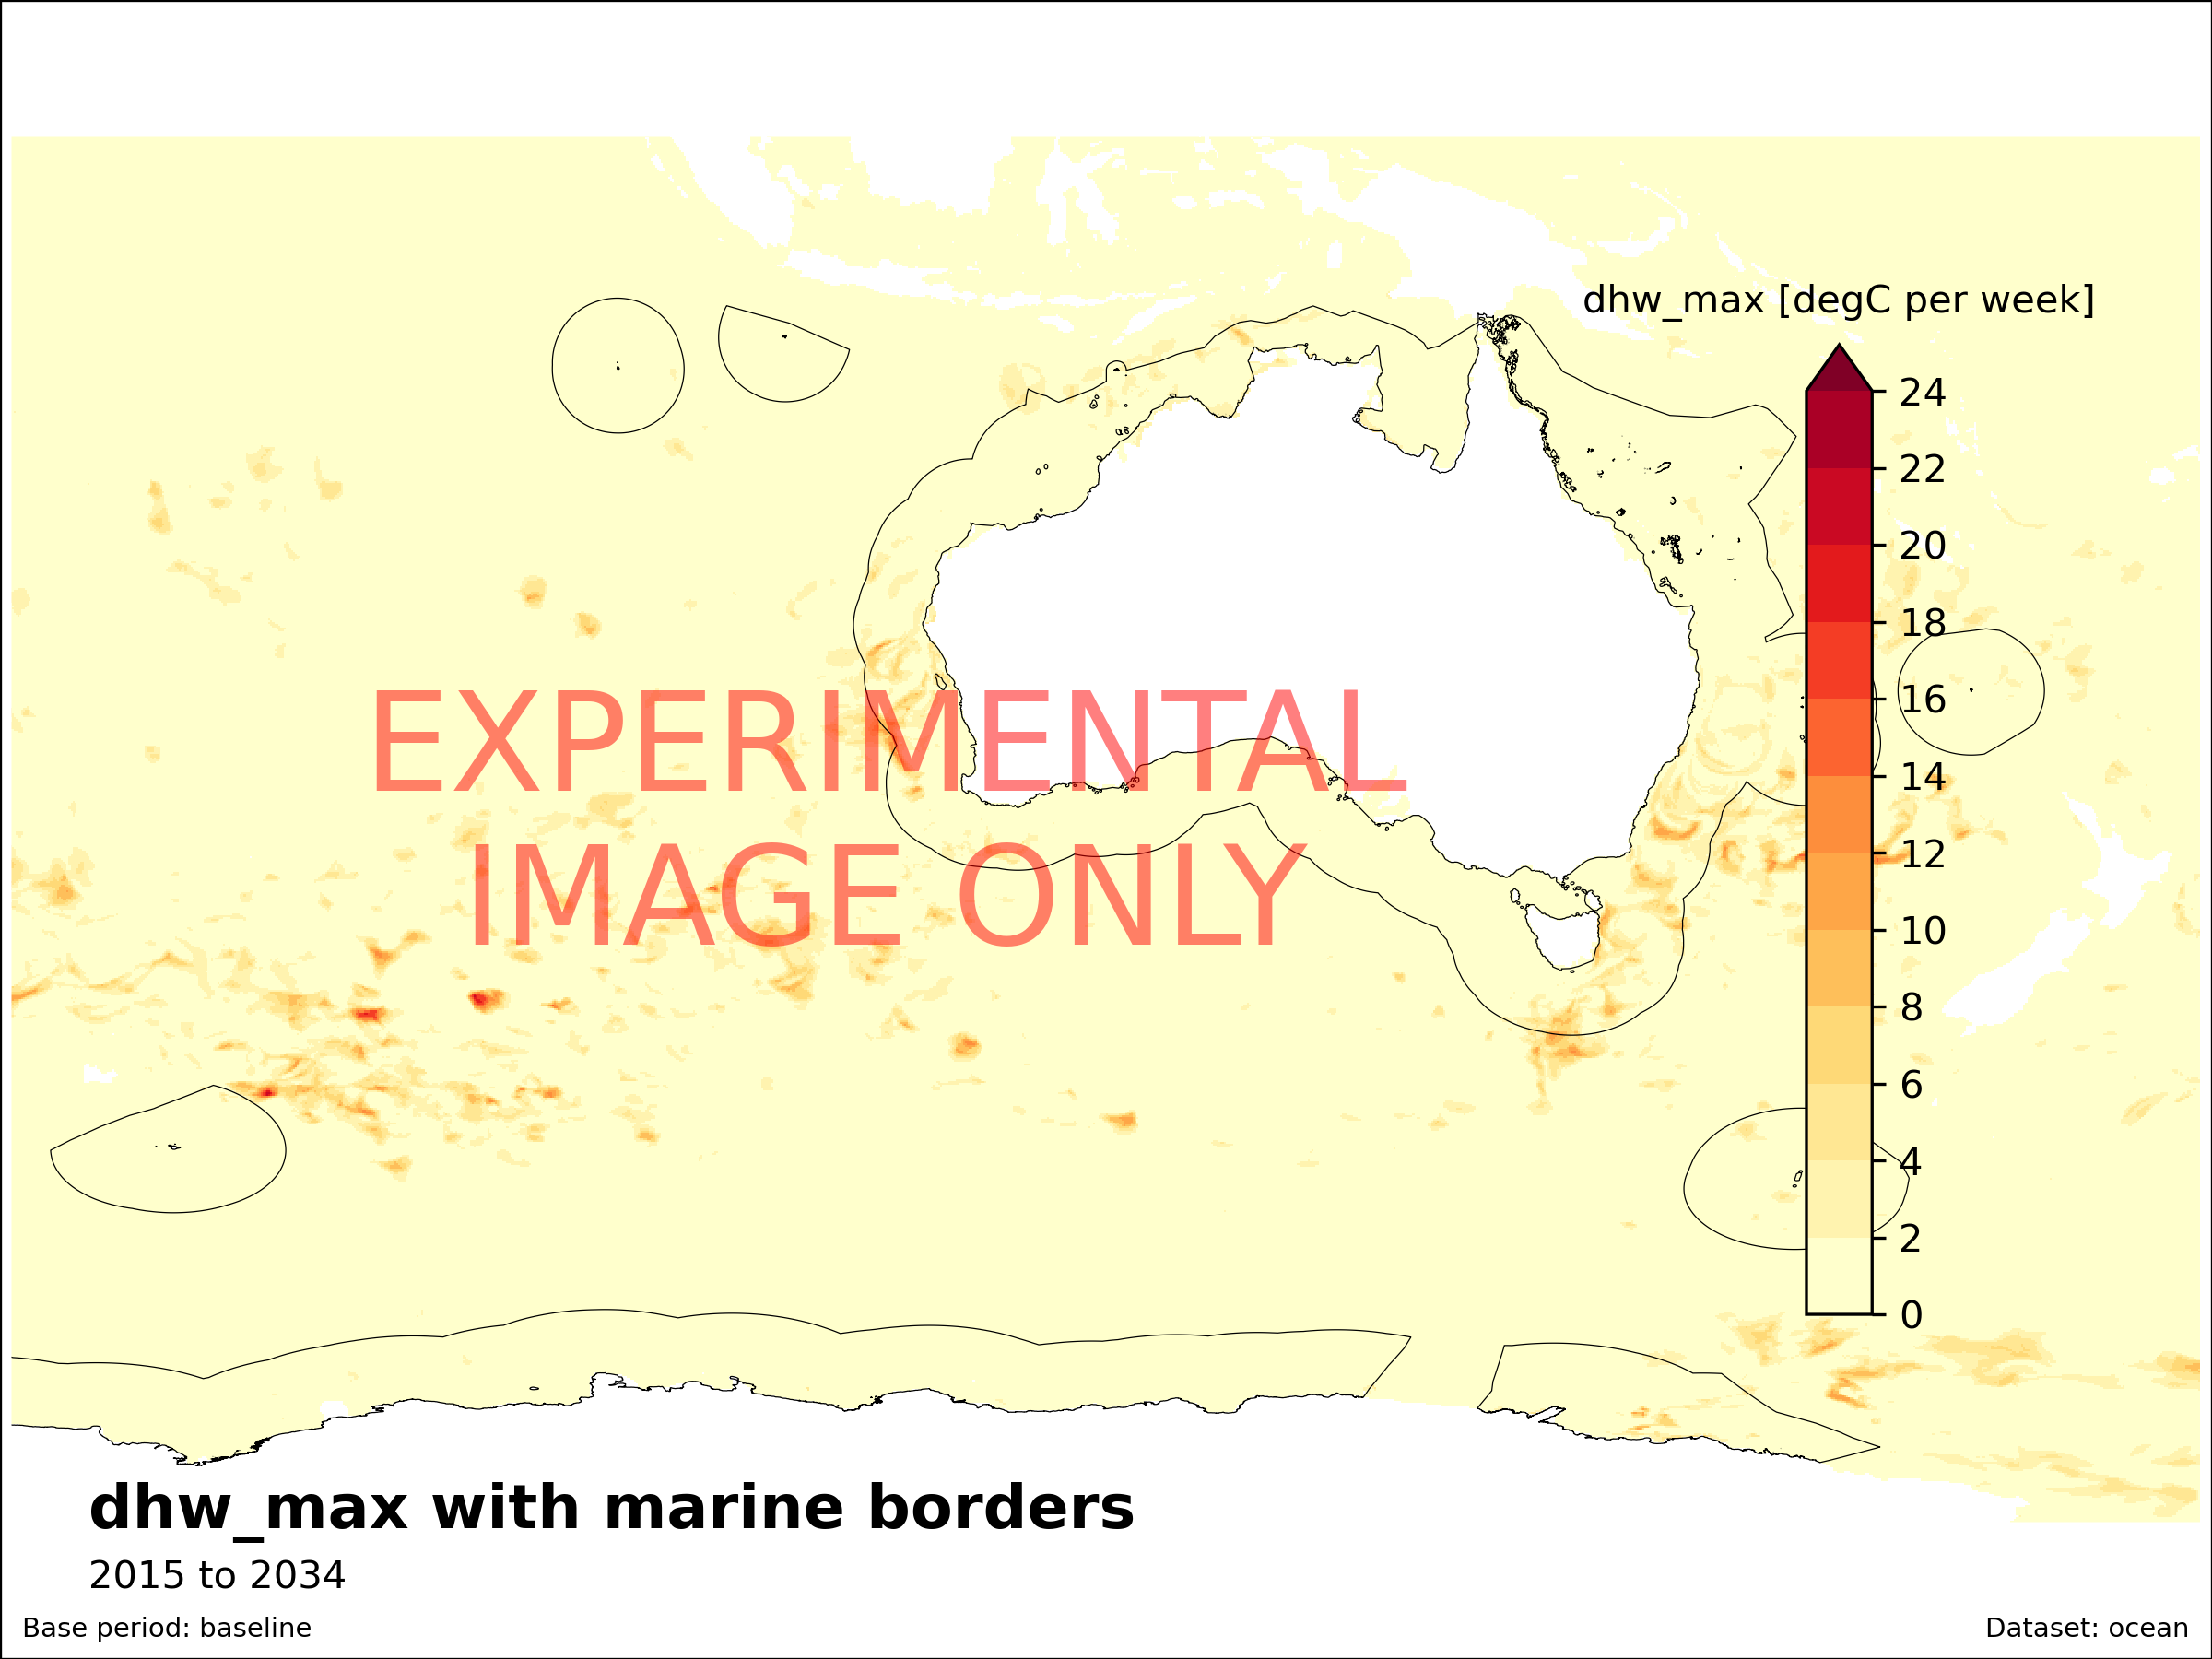 dhw_max [degC per week]
24
22
20
18
16
14
12
10
8
6
4
2
0
EXPERIMENTAL
IMAGE ONLY
dhw_max with marine borders
2015 to 2034
Base period: baseline
Dataset: ocean